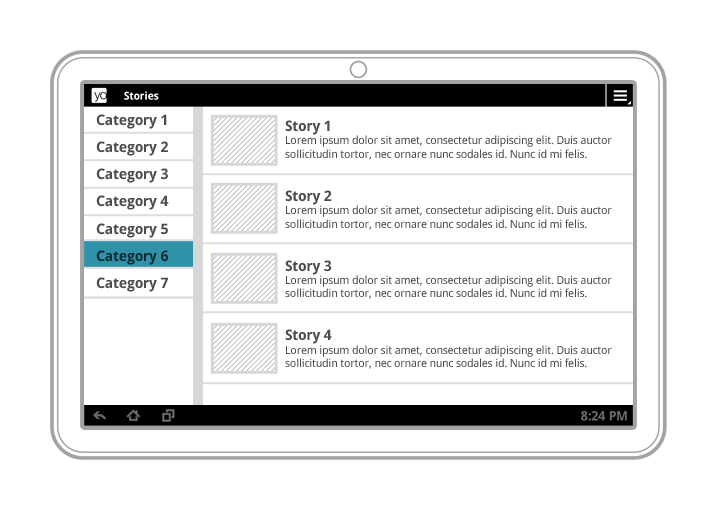 yo
Stories
Category 1
Category 2
Category 3
Category 4
Category 5
Category 6
Category 7
Story 1
Lorem ipsum dolor sit amet, consectetur adipiscing elit. Duis auctor
sollicitudin tortor, nec ornare nunc sodales id. Nunc id mi felis.
Story 2
Lorem ipsum dolor sit amet, consectetur adipiscing elit. Duis auctor
sollicitudin tortor, nec ornare nunc sodales id. Nunc id mi felis.
Story 3
Lorem ipsum dolor sit amet, consectetur adipiscing elit. Duis auctor
sollicitudin tortor, nec ornare nunc sodales id. Nunc id mi felis.
Story 4
Lorem ipsum dolor sit amet, consectetur adipiscing elit. Duis auctor
sollicitudin tortor, nec ornare nunc sodales id. Nunc id mi felis.
8:24 PM